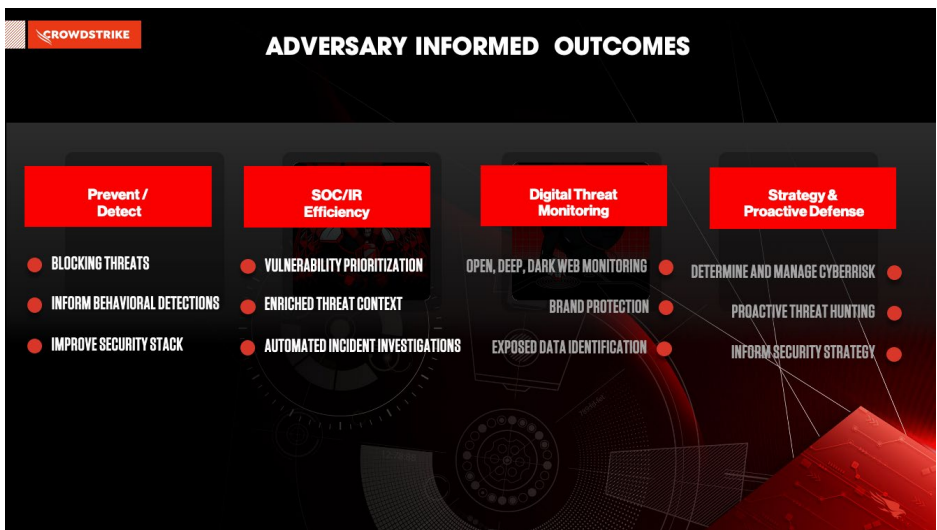 CROWDSTRIKE
ADVERSARY INFORMED OUTCOMES
Prevent /
Detect
BLOCKING THREATS
INFORM BEHAVIORAL DETECTIONS
IMPROVE SECURITY STACK
SOC/IR
Efficiency
VULNERABILITY PRIORITIZATION
ENRICHED THREAT CONTEXT
AUTOMATED INCIDENT INVESTIGATIONS
Digital Threat
Monitoring
OPEN, DEEP, DARK WEB MONITORING
BRAND PROTECTION
EXPOSED DATA IDENTIFICATION
Strategy &
Proactive Defense
DETERMINE AND MANAGE CYBERRISK
PROACTIVE THREAT HUNTING
INFORM SECURITY STRATEGY